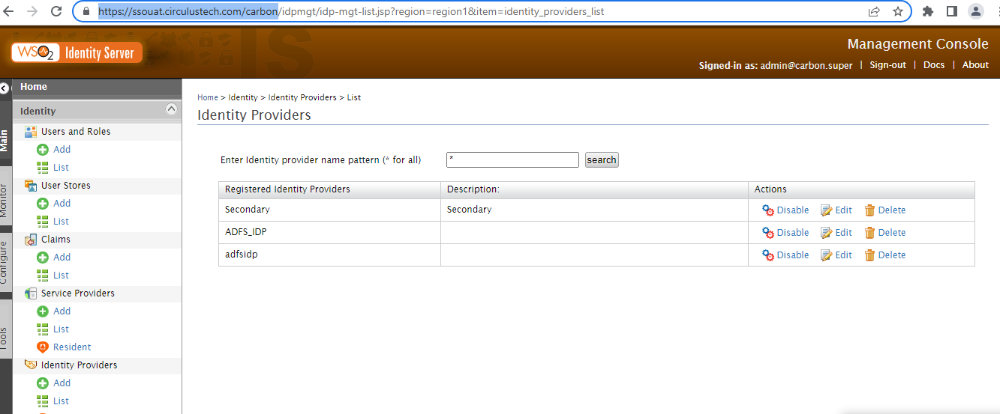 https://ssouat.circulustech.com/carbon/idpmgt/idp-mgt-list.jsp?region=region1&item=identity_providers_list
WSO2 Identity Server
Management Console
Signed-in as: admin@carbon.super | Sign-out | Docs | About
Main
Monitor
Configure
Tools
Home
Identity
Users and Roles
Add
List
User Stores
Add
List
Claims
Add
List
Service Providers
Add
List
Resident
Identity Providers
Add
List
Home > Identity > Identity Providers > List
Identity Providers
Enter Identity provider name pattern (* for all) * search
Registered Identity Providers Description: Actions
Secondary Secondary Disable Edit Delete
ADFS_IDP Disable Edit Delete
adfsidp Disable Edit Delete